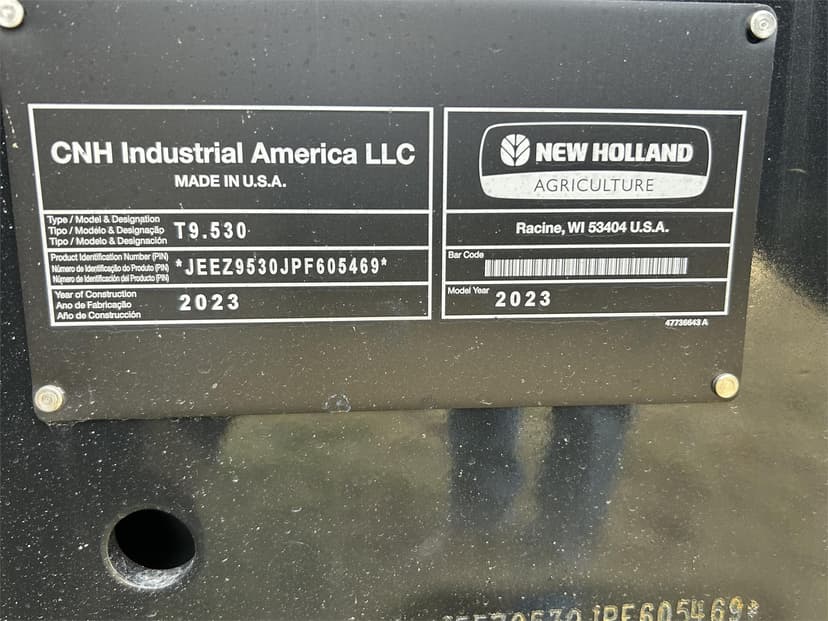 CNH Industrial America LLC
MADE IN U.S.A.
Type / Model & Designation
Tipo / Modélo & Designação
Tipo / Modelo & Designación
T9.530
Product Identification Number (PIN)
Número de Identificação do Produto (PIN)
Número de Identificación del Producto (PIN)
*JEEZ9530JPF605469*
Year of Construction
Ano de Fabricação
Año de Construcción
2023
NEW HOLLAND
AGRICULTURE
Racine, WI 53404 U.S.A.
Bar Code
Model Year
2023
47736643 A
JEEZ9530JPF605469*